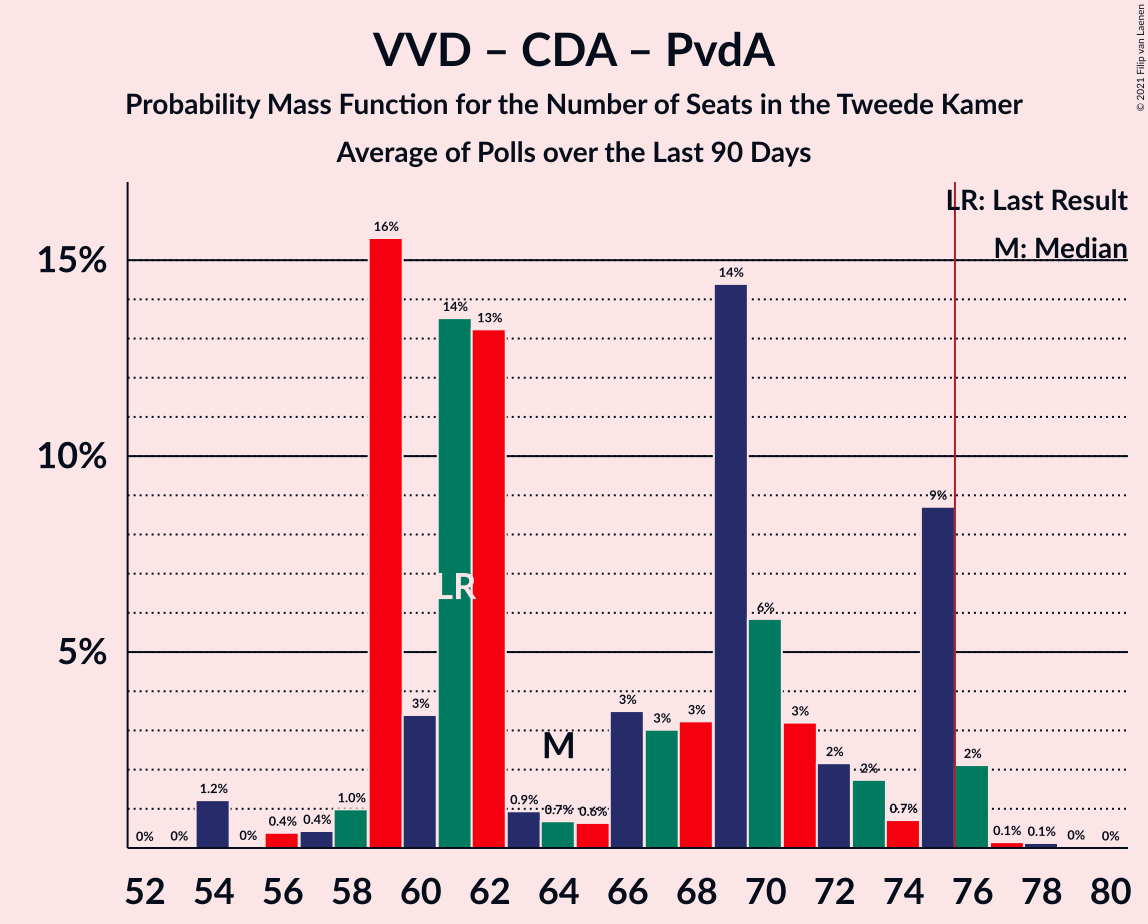 VVD – CDA – PvdA
Probability Mass Function for the Number of Seats in the Tweede Kamer
Average of Polls over the Last 90 Days
© 2021 Filip van Laenen
LR: Last Result
M: Median
15%
10%
5%
0% 0% 1.2% 0% 0.4% 0.4% 1.0% 16% 3% 14% 13% 0.9% 0.7% 0.6% 3% 3% 3% 14% 6% 3% 2% 2% 0.7% 9% 2% 0.1% 0.1% 0% 0%
LR
M
52 54 56 58 60 62 64 66 68 70 72 74 76 78 80